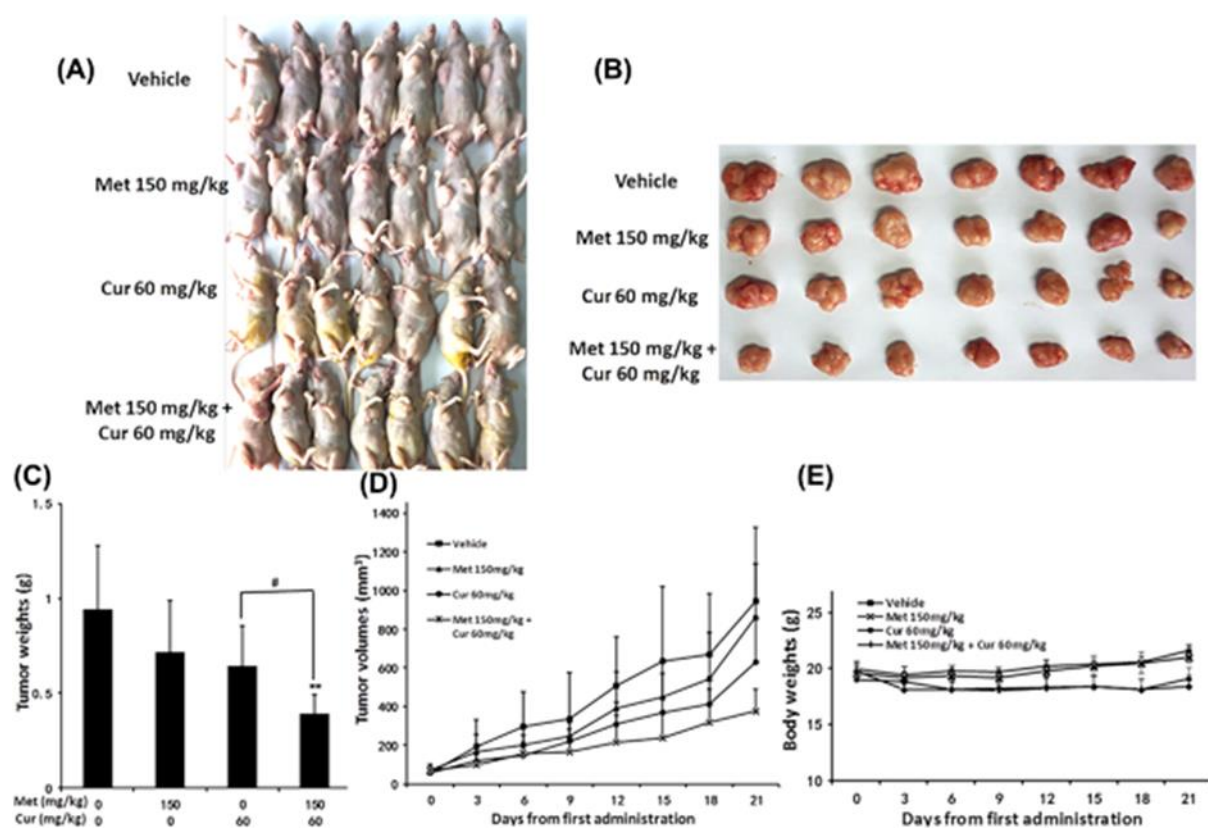 (A)
Vehicle
Met 150 mg/kg
Cur 60 mg/kg
Met 150 mg/kg +
Cur 60 mg/kg
(B)
Vehicle
Met 150 mg/kg
Cur 60 mg/kg
Met 150 mg/kg +
Cur 60 mg/kg
(C)
Tumor weights (g)
1.5
1
0.5
0
#
**
Met (mg/kg) 0 150 0 150
Cur (mg/kg) 0 0 60 60
(D)
Tumor volumes (mm³)
1400
1200
1000
800
600
400
200
0
Vehicle
Met 150mg/kg
Cur 60mg/kg
Met 150mg/kg +
Cur 60mg/kg
0 3 6 9 12 15 18 21
Days from first administration
(E)
Body weights (g)
25
20
15
10
Vehicle
Met 150mg/kg
Cur 60mg/kg
Met 150mg/kg + Cur 60mg/kg
0 3 6 9 12 15 18 21
Days from first administration